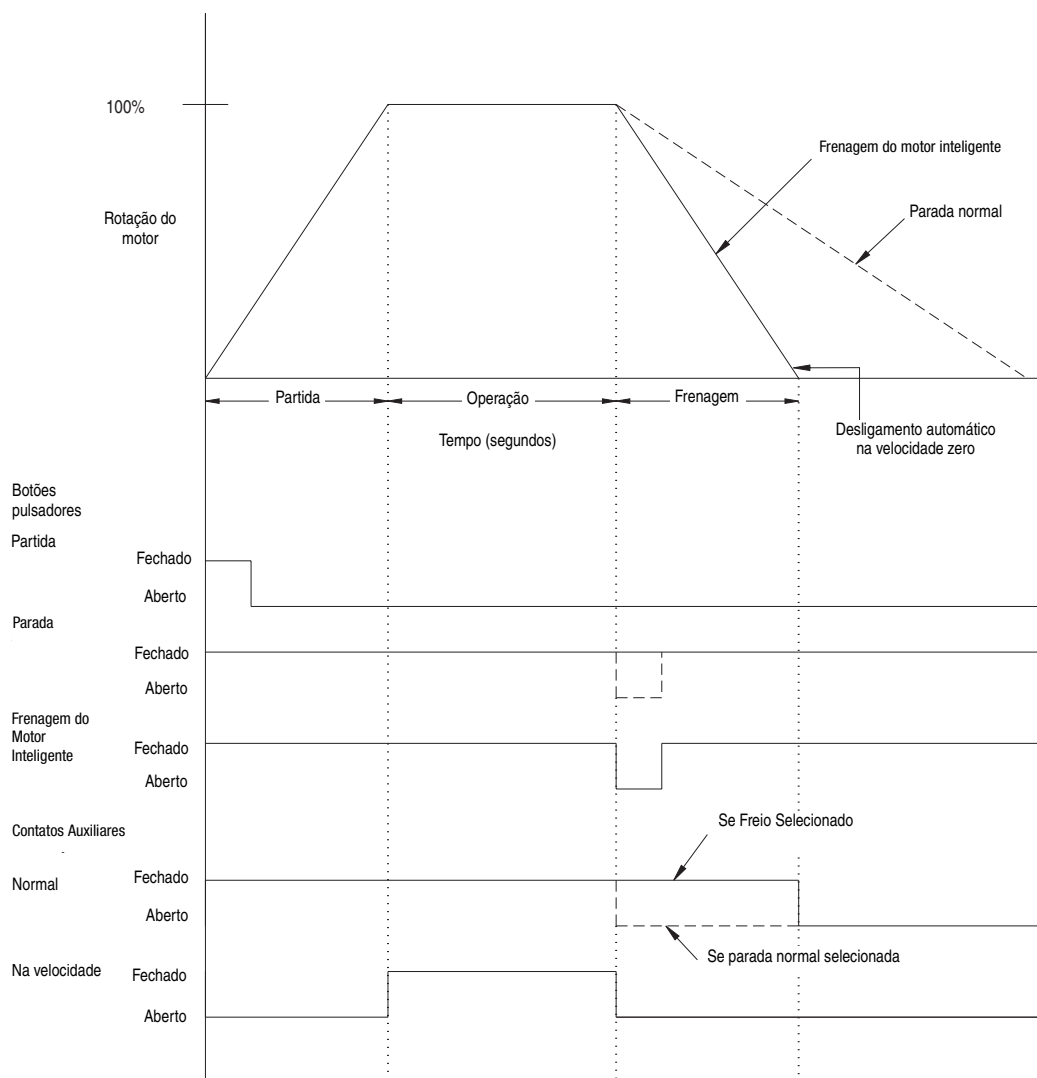 100%
Frenagem do motor inteligente
Parada normal
Rotação do
motor
Partida
Operação
Frenagem
Tempo (segundos)
Desligamento automático
na velocidade zero
Botões
pulsadores
Partida
Fechado
Aberto
Parada
Fechado
Aberto
Frenagem do
Motor
Inteligente
Fechado
Aberto
Contatos Auxiliares
Se Freio Selecionado
Normal
Fechado
Aberto
Se parada normal selecionada
Na velocidade
Fechado
Aberto